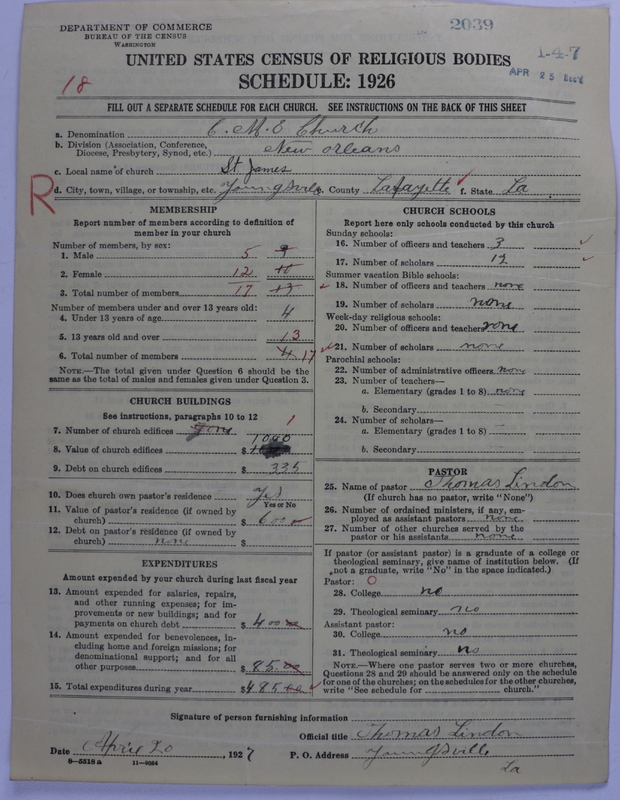 DEPARTMENT OF COMMERCE
BUREAU OF THE CENSUS
WASHINGTON
2039
1-4-7
APR 25
UNITED STATES CENSUS OF RELIGIOUS BODIES
SCHEDULE: 1926
18
FILL OUT A SEPARATE SCHEDULE FOR EACH CHURCH. SEE INSTRUCTIONS ON THE BACK OF THIS SHEET
a. Denomination C. M. E Church
b. Division (Association, Conference, Diocese, Presbytery, Synod, etc.) New Orleans
c. Local name of church St James
R
d. City, town, village, or township, etc. Youngsville e. County Lafayette f. State La
MEMBERSHIP
Report number of members according to definition of
member in your church
Number of members, by sex:
1. Male 5
2. Female 12
3. Total number of members 17
Number of members under and over 13 years old:
4. Under 13 years of age 4
5. 13 years old and over 13
6. Total number of members 17
NOTE.—The total given under Question 6 should be the
same as the total of males and females given under Question 3.
CHURCH BUILDINGS
See instructions, paragraphs 10 to 12
7. Number of church edifices 1
8. Value of church edifices $ 1000
9. Debt on church edifices $ 335
10. Does church own pastor's residence Yes
Yes or No
11. Value of pastor's residence (if owned by
church) $ 600
12. Debt on pastor's residence (if owned by
church) none $
EXPENDITURES
Amount expended by your church during last fiscal year
13. Amount expended for salaries, repairs,
and other running expenses; for im-
provements or new buildings; and for
payments on church debt $ 400
14. Amount expended for benevolences, in-
cluding home and foreign missions; for
denominational support; and for all
other purposes $ 85.00
15. Total expenditures during year $ 485
CHURCH SCHOOLS
Report here only schools conducted by this church
Sunday schools:
16. Number of officers and teachers 3
17. Number of scholars 12
Summer vacation Bible schools:
18. Number of officers and teachers none
19. Number of scholars none
Week-day religious schools:
20. Number of officers and teachers none
21. Number of scholars none
Parochial schools:
22. Number of administrative officers none
23. Number of teachers—
a. Elementary (grades 1 to 8) none
b. Secondary
24. Number of scholars—
a. Elementary (grades 1 to 8)
b. Secondary
PASTOR
25. Name of pastor Thomas Lindon
(If church has no pastor, write "None")
26. Number of ordained ministers, if any, em-
ployed as assistant pastors none
27. Number of other churches served by the
pastor or his assistants none
If pastor (or assistant pastor) is a graduate of a college or
theological seminary, give name of institution below. (If
not a graduate, write "No" in the space indicated.)
Pastor: O
28. College no
29. Theological seminary no
Assistant pastor:
30. College no
31. Theological seminary no
NOTE.—Where one pastor serves two or more churches,
Questions 28 and 29 should be answered only on the schedule
for one of the churches; on the schedules for the other churches,
write "See schedule for ____ church."
Signature of person furnishing information
Official title Thomas Lindon
Date April 20, 1927 P. O. Address Youngsville
La
8—5518a 11—9064